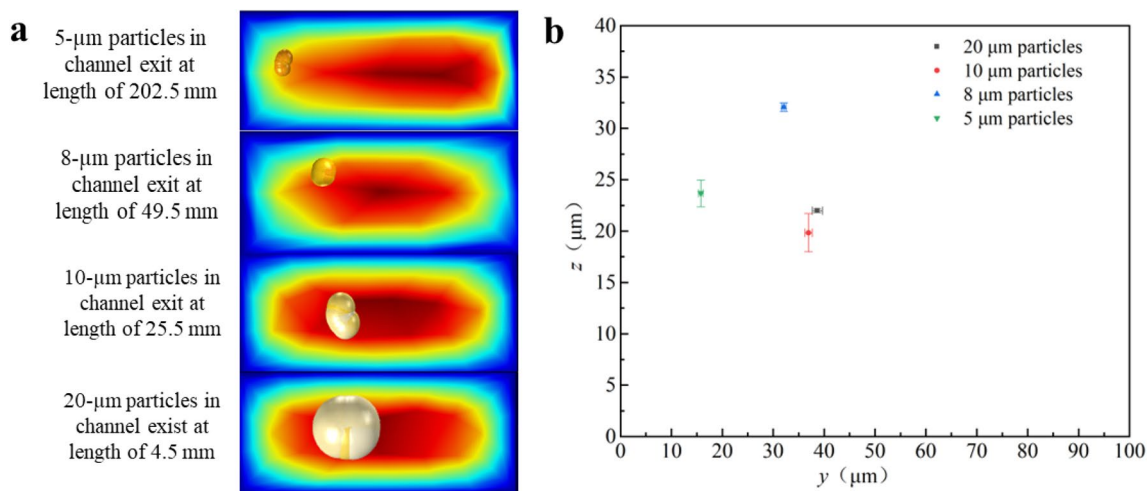 a
5-μm particles in
channel exit at
length of 202.5 mm
8-μm particles in
channel exit at
length of 49.5 mm
10-μm particles in
channel exit at
length of 25.5 mm
20-μm particles in
channel exist at
length of 4.5 mm
b
40
35
30
25
20
15
10
5
0
z（μm）
20 μm particles
10 μm particles
8 μm particles
5 μm particles
0 10 20 30 40 50 60 70 80 90 100
y（μm）